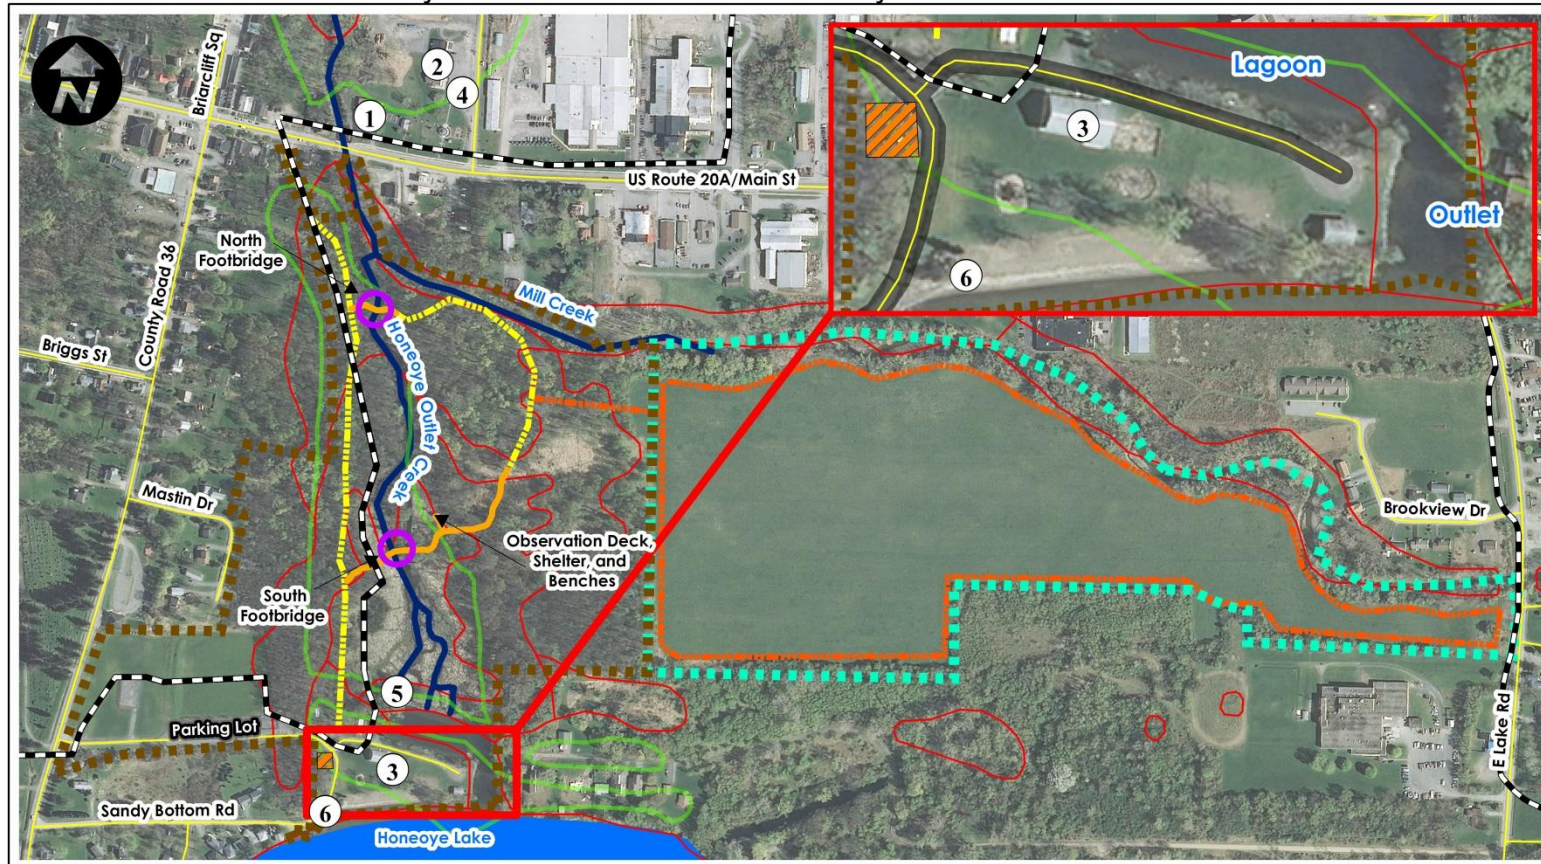 N
Briarcliff Sq
2
4
1
US Route 20A/Main St
Lagoon
3
Outlet
6
County Road 36
North
Footbridge
Mill Creek
Honeoye Outlet Creek
Briggs St
Mastin Dr
Observation Deck,
Shelter, and
Benches
South
Footbridge
Brookview Dr
5
Parking Lot
3
E Lake Rd
Sandy Bottom Rd
6
Honeoye Lake